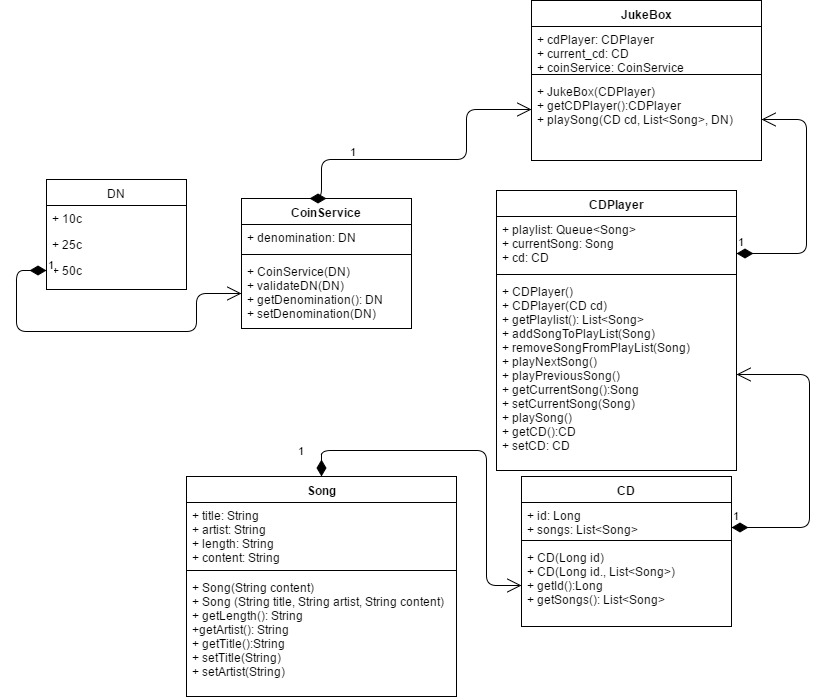 JukeBox
+ cdPlayer: CDPlayer
+ current_cd: CD
+ coinService: CoinService
+ JukeBox(CDPlayer)
+ getCDPlayer():CDPlayer
+ playSong(CD cd, List<Song>, DN)
1
DN
+ 10c
+ 25c
+ 50c
1
CoinService
+ denomination: DN
+ CoinService(DN)
+ validateDN(DN)
+ getDenomination(): DN
+ setDenomination(DN)
CDPlayer
+ playlist: Queue<Song>
+ currentSong: Song
+ cd: CD
1
+ CDPlayer()
+ CDPlayer(CD cd)
+ getPlaylist(): List<Song>
+ addSongToPlayList(Song)
+ removeSongFromPlayList(Song)
+ playNextSong()
+ playPreviousSong()
+ getCurrentSong():Song
+ setCurrentSong(Song)
+ playSong()
+ getCD():CD
+ setCD: CD
1
Song
+ title: String
+ artist: String
+ length: String
+ content: String
+ Song(String content)
+ Song (String title, String artist, String content)
+ getLength(): String
+getArtist(): String
+ getTitle():String
+ setTitle(String)
+ setArtist(String)
CD
+ id: Long
+ songs: List<Song>
1
+ CD(Long id)
+ CD(Long id., List<Song>)
+ getId():Long
+ getSongs(): List<Song>